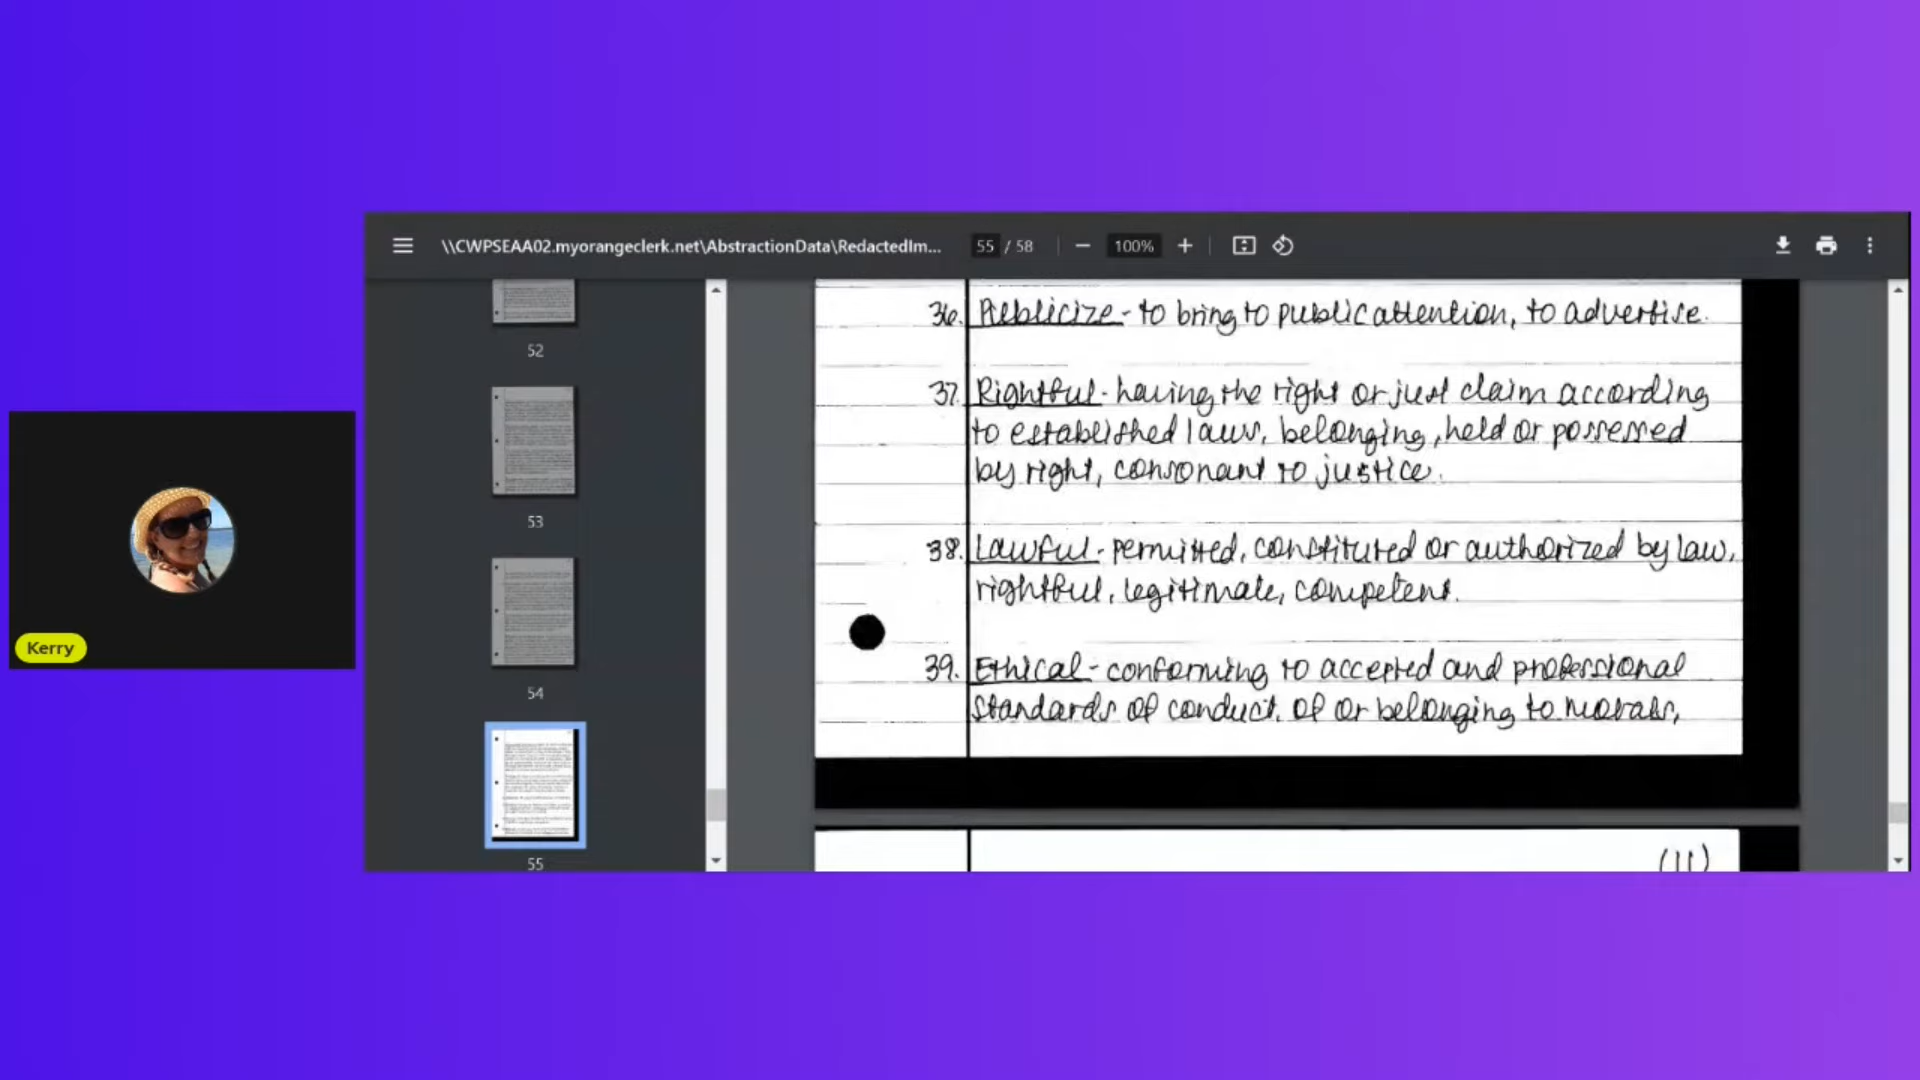 \\CWPSEAA02.myorangeclerk.net\AbstractionData\RedactedIm...
55 / 58
100%
52
53
54
55
Kerry
36. Publicize - to bring to public attention, to advertise.
37. Rightful - having the right or just claim according
to established laws, belonging, held or possessed
by right, consonant to justice.
38. Lawful - permitted, constituted or authorized by law,
rightful, legitimate, competent.
39. Ethical - conforming to accepted and professional
standards of conduct, of or belonging to morals,
(11)